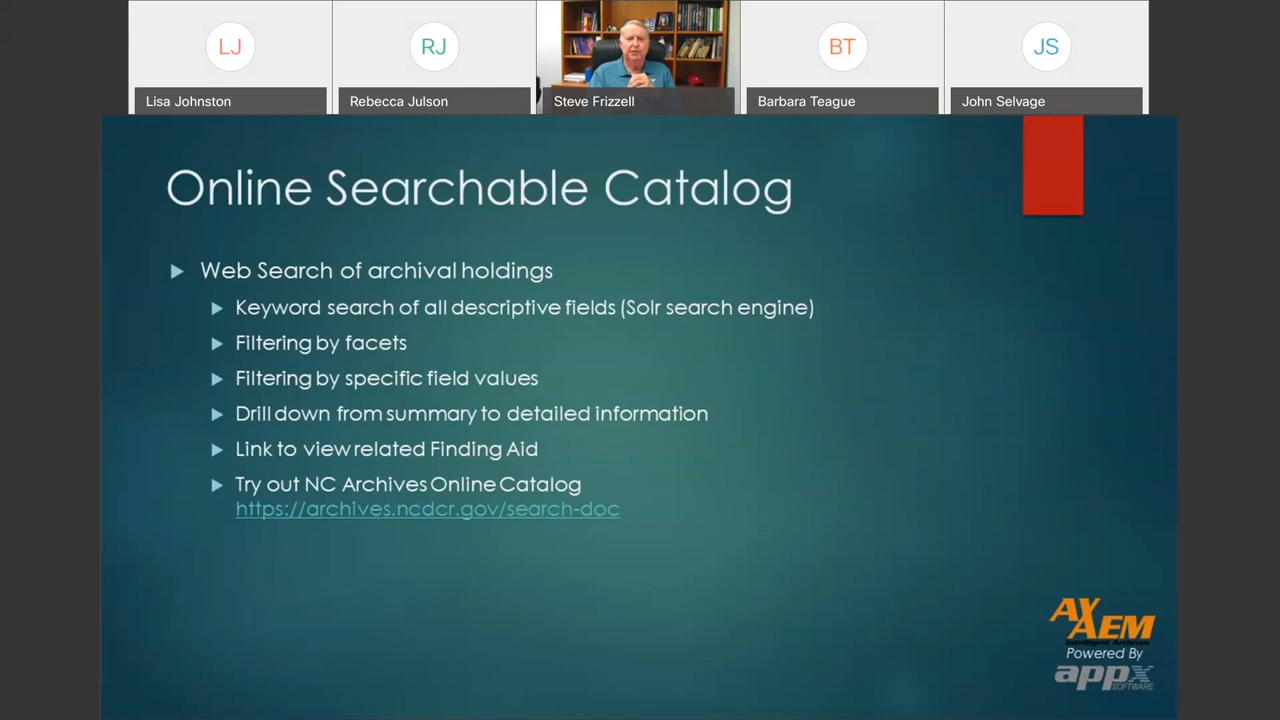 LJ
RJ
BT
JS
Lisa Johnston
Rebecca Julson
Steve Frizzell
Barbara Teague
John Selvage
Online Searchable Catalog
Web Search of archival holdings
Keyword search of all descriptive fields (Solr search engine)
Filtering by facets
Filtering by specific field values
Drill down from summary to detailed information
Link to view related Finding Aid
Try out NC Archives Online Catalog
https://archives.ncdcr.gov/search-doc
AXAEM
Intelligent Archives
Powered By
appx
SOFTWARE